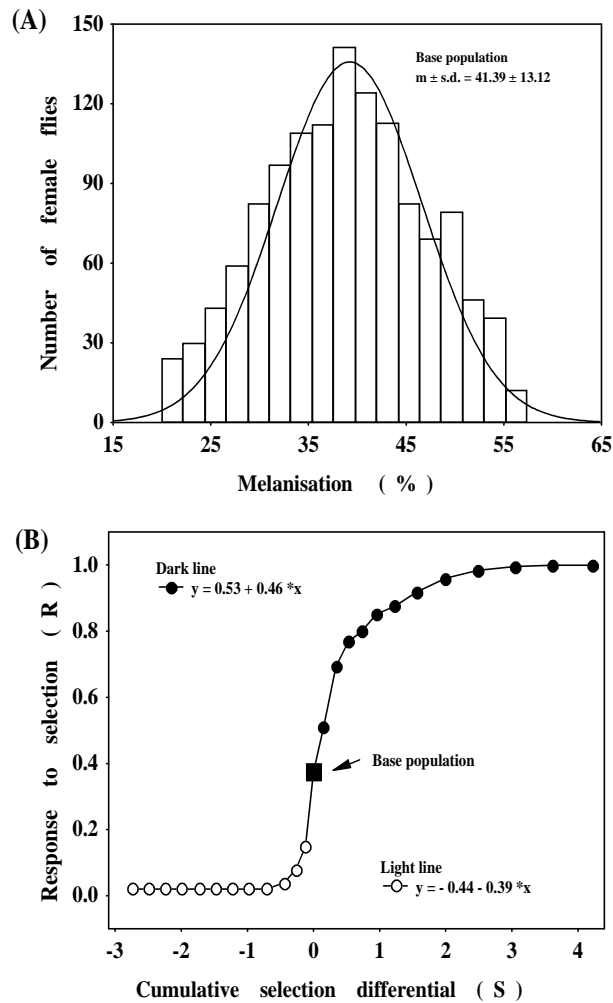 (A)
150
120
90
60
30
0
Number of female flies
Base population
m ± s.d. = 41.39 ± 13.12
15 25 35 45 55 65
Melanisation ( % )
(B)
1.0
0.8
0.6
0.4
0.2
0.0
Response to selection ( R )
Dark line
y = 0.53 + 0.46 *x
Base population
Light line
y = - 0.44 - 0.39 *x
-3 -2 -1 0 1 2 3 4
Cumulative selection differential ( S )